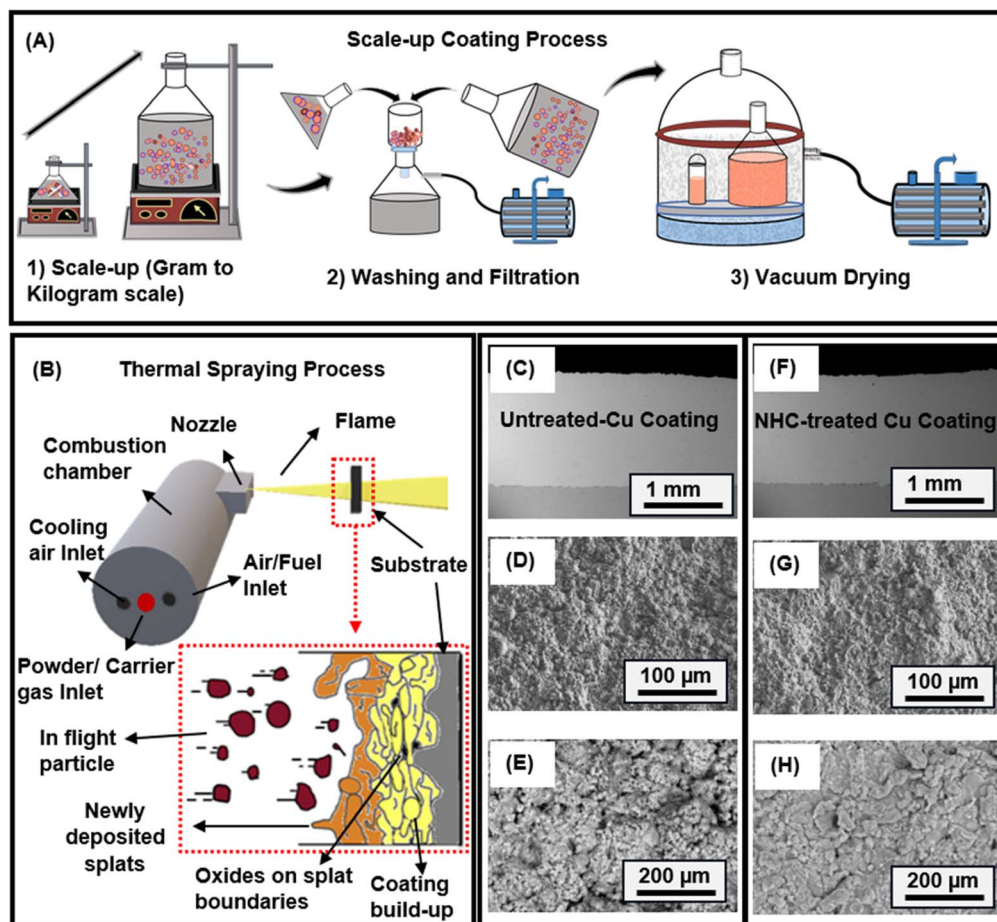 (A)
Scale-up Coating Process
1) Scale-up (Gram to
Kilogram scale)
2) Washing and Filtration
3) Vacuum Drying
(B)
Thermal Spraying Process
Nozzle
Flame
Combustion
chamber
Cooling
air Inlet
Air/Fuel
Inlet
Substrate
Powder/ Carrier
gas Inlet
In flight
particle
Newly
deposited
splats
Oxides on splat
boundaries
Coating
build-up
(C)
Untreated-Cu Coating
1 mm
(D)
100 µm
(E)
200 µm
(F)
NHC-treated Cu Coating
1 mm
(G)
100 µm
(H)
200 µm